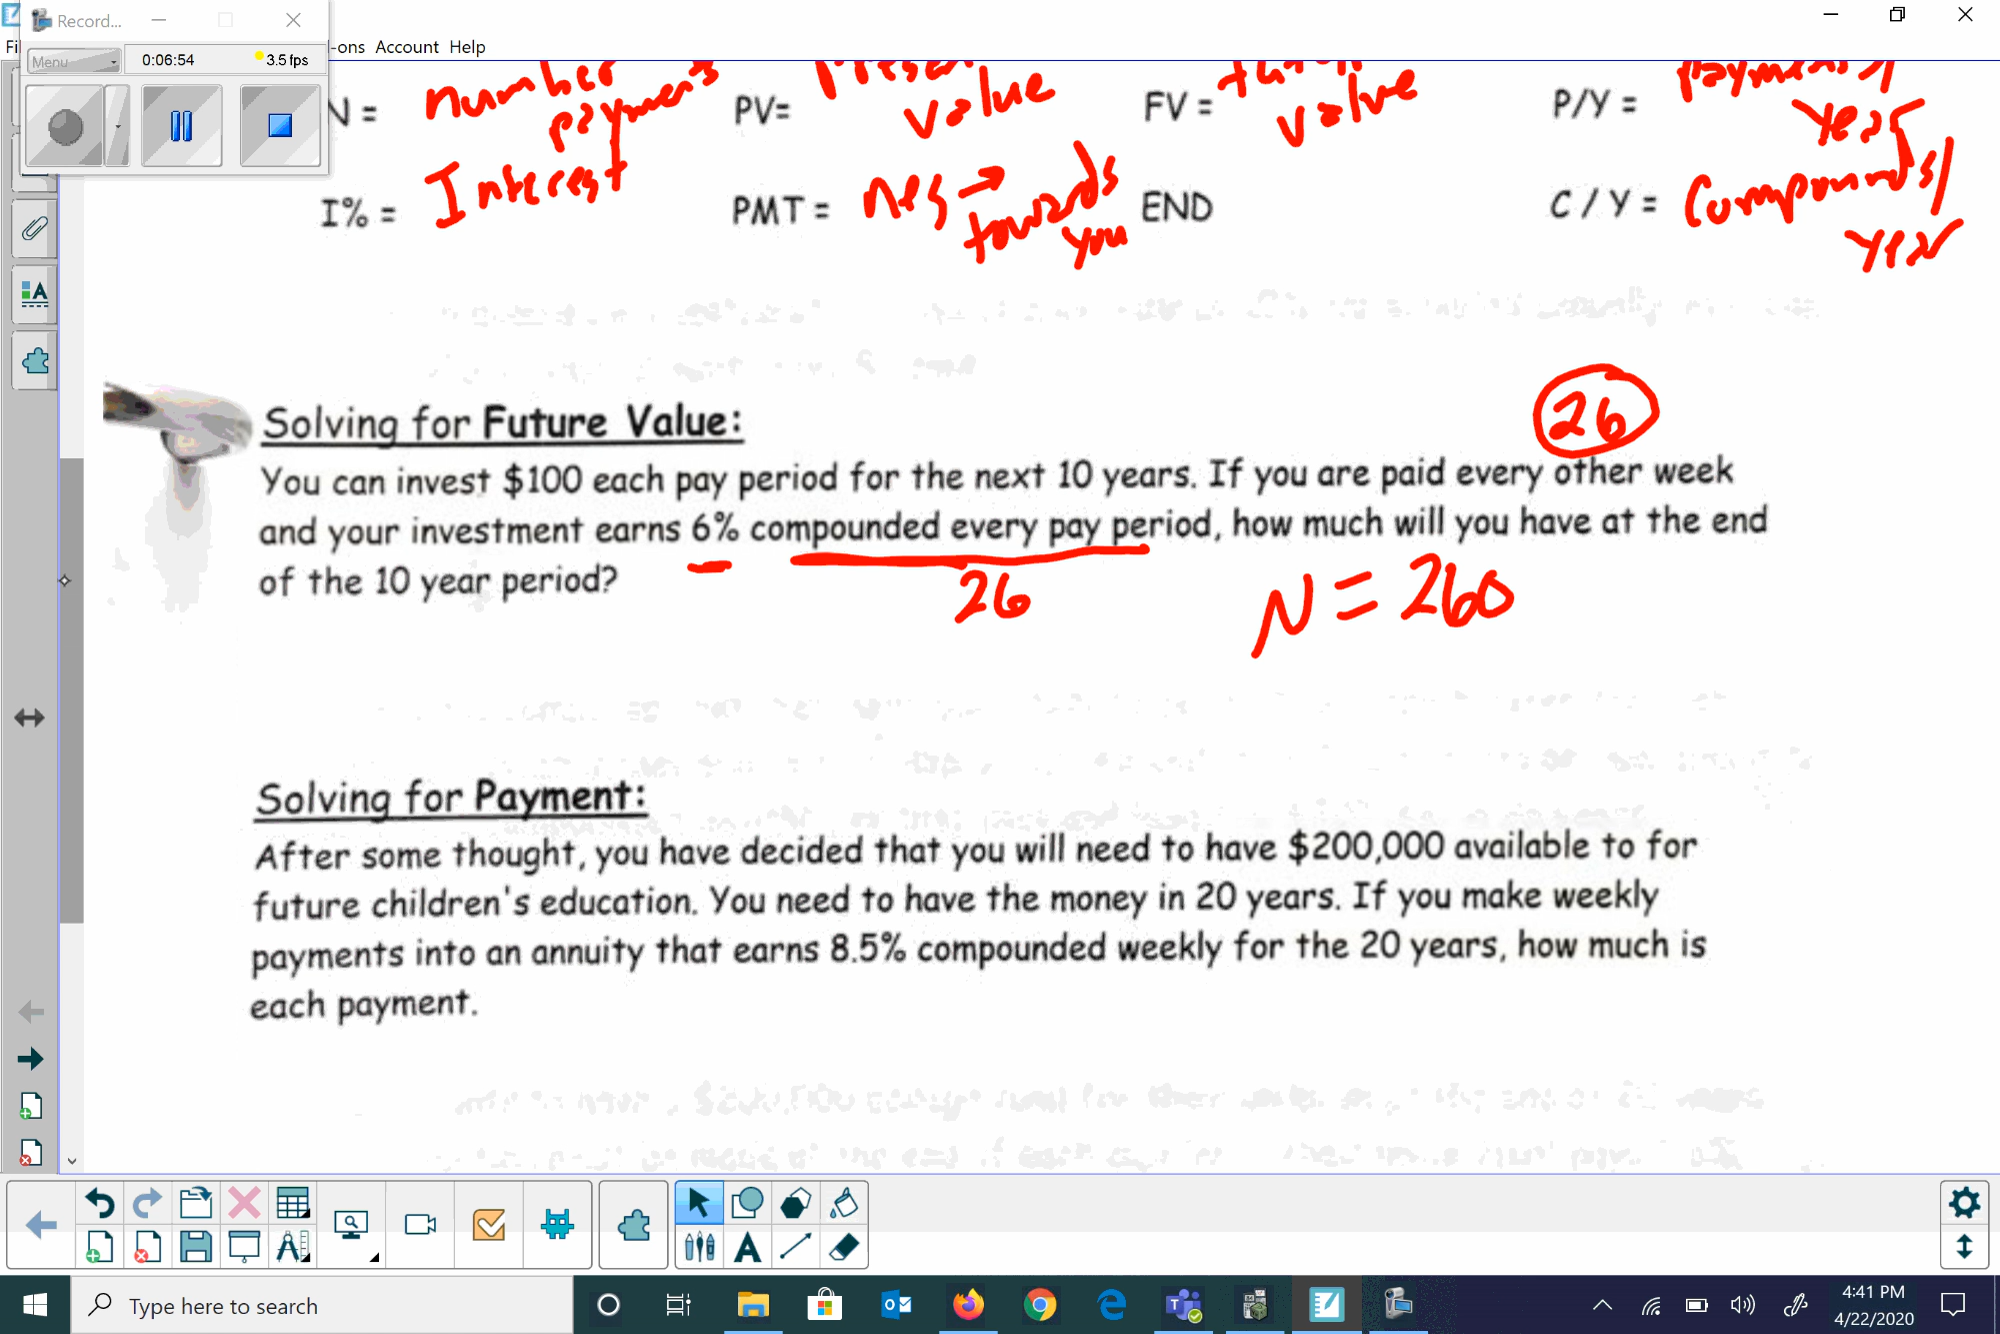 Record...
Menu
0:06:54
3.5 fps
Fi
-ons Account Help
number payments
N =
PV=
value
FV =
value
P/Y =
year
I% =
Interest
PMT =
neg → towards you
END
C / Y =
Compounds/ year
26
Solving for Future Value:
You can invest $100 each pay period for the next 10 years. If you are paid every other week
and your investment earns 6% compounded every pay period, how much will you have at the end
of the 10 year period?
26
N = 260
Solving for Payment:
After some thought, you have decided that you will need to have $200,000 available to for
future children's education. You need to have the money in 20 years. If you make weekly
payments into an annuity that earns 8.5% compounded weekly for the 20 years, how much is
each payment.
Type here to search
4:41 PM
4/22/2020